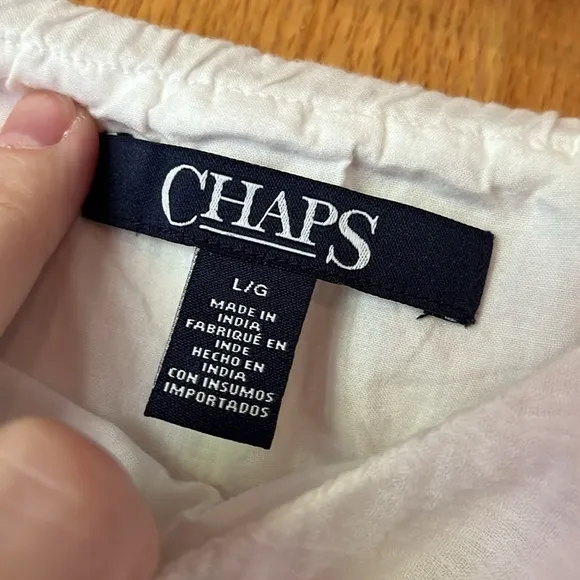 CHAPS
L/G
MADE IN
INDIA
FABRIQUÉ EN
INDE
HECHO EN
INDIA
CON INSUMOS
IMPORTADOS